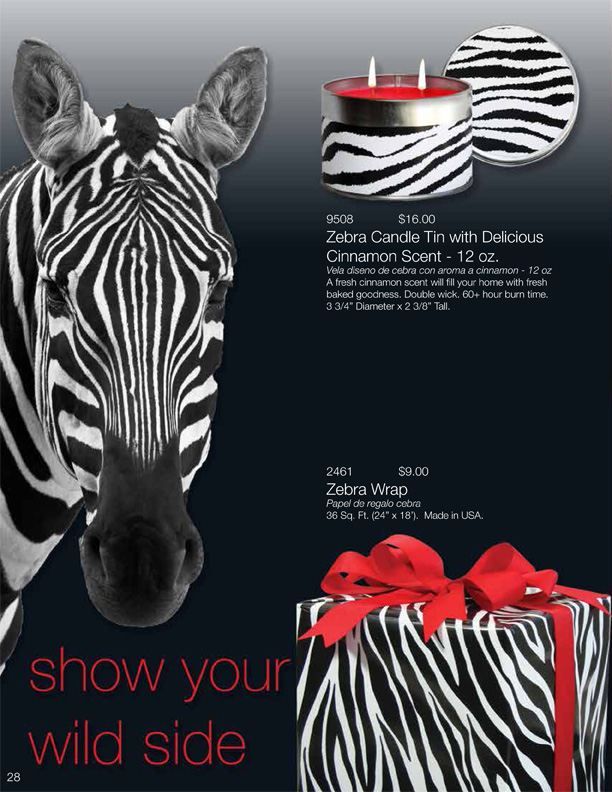 9508 $16.00
Zebra Candle Tin with Delicious
Cinnamon Scent - 12 oz.
Vela diseno de cebra con aroma a cinnamon - 12 oz
A fresh cinnamon scent will fill your home with fresh
baked goodness. Double wick. 60+ hour burn time.
3 3/4” Diameter x 2 3/8” Tall.
2461 $9.00
Zebra Wrap
Papel de regalo cebra
36 Sq. Ft. (24” x 18’).  Made in USA.
show your
wild side
28